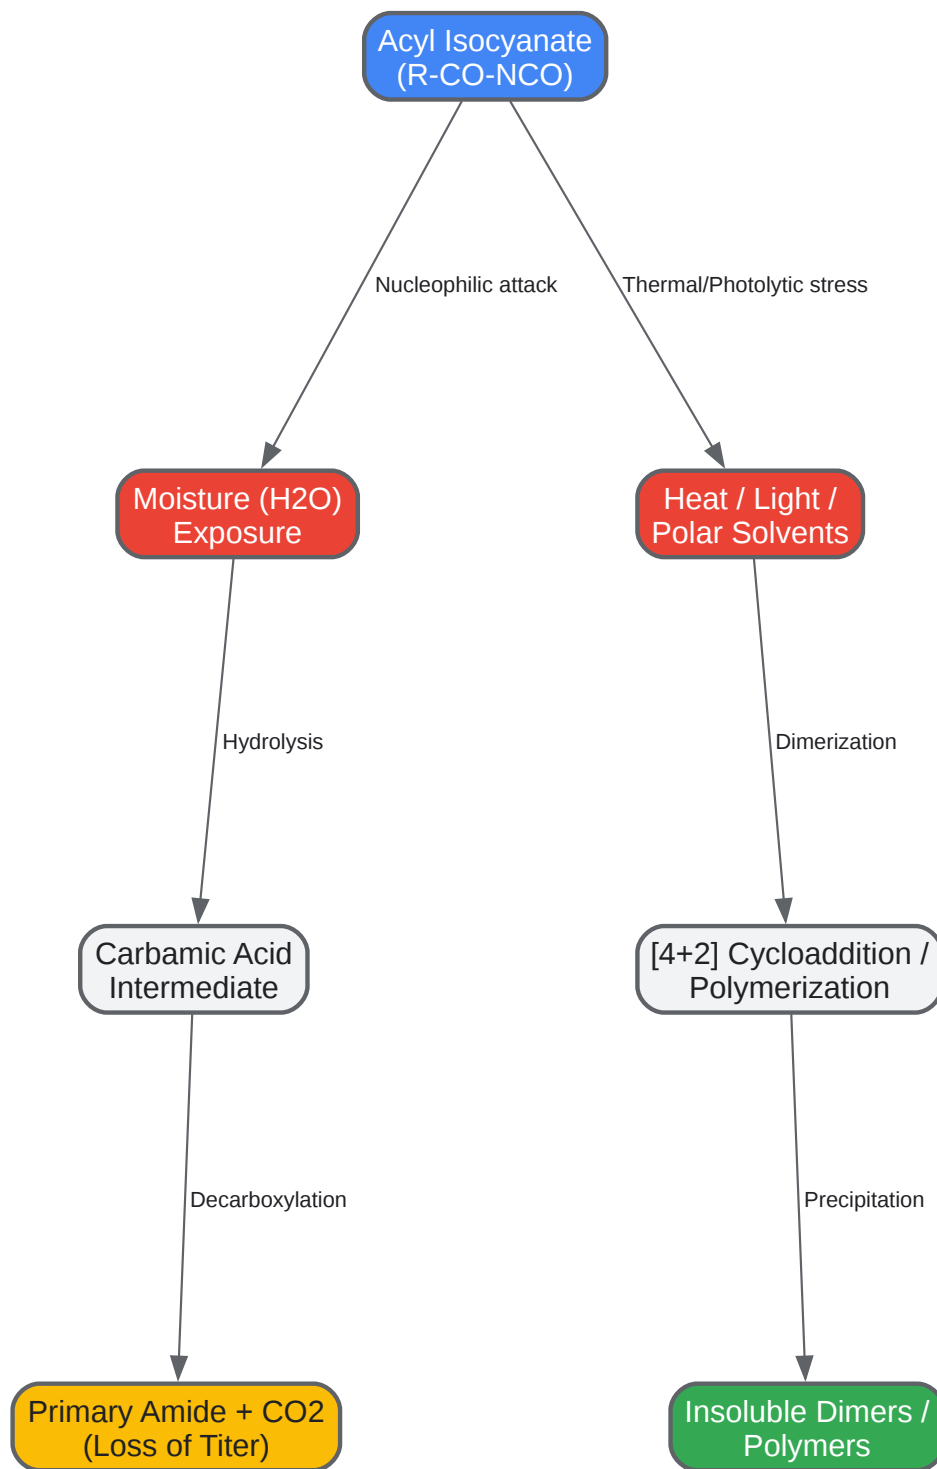 Acyl Isocyanate
(R-CO-NCO)
Nucleophilic attack
Thermal/Photolytic stress
Moisture (H2O)
Exposure
Heat / Light /
Polar Solvents
Hydrolysis
Dimerization
Carbamic Acid
Intermediate
[4+2] Cycloaddition /
Polymerization
Decarboxylation
Precipitation
Primary Amide + CO2
(Loss of Titer)
Insoluble Dimers /
Polymers